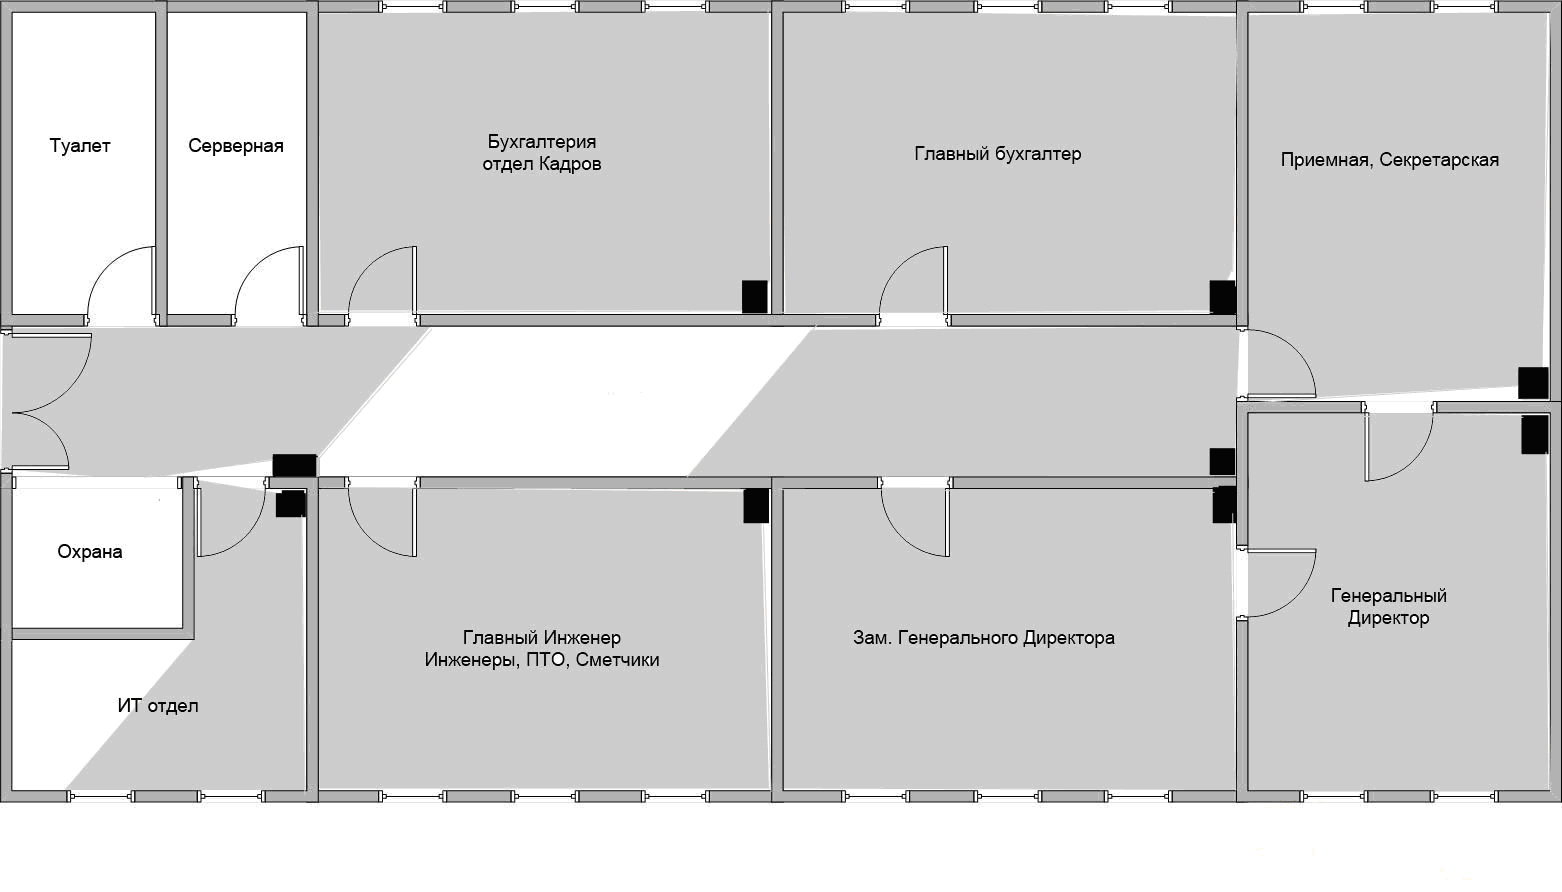 Туалет
Серверная
Бухгалтерия
отдел Кадров
Главный бухгалтер
Приемная, Секретарская
Охрана
ИТ отдел
Главный Инженер
Инженеры, ПТО, Сметчики
Зам. Генерального Директора
Генеральный
Директор